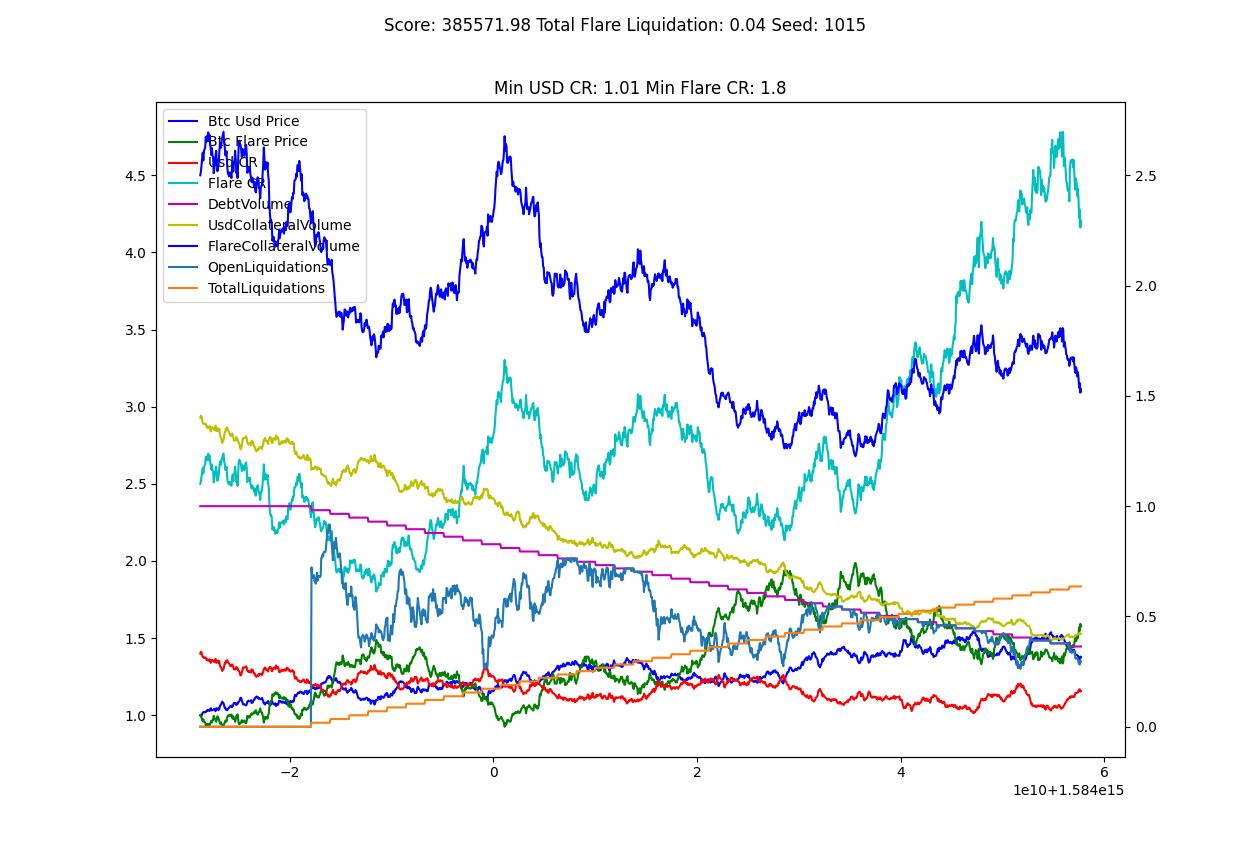 Score: 385571.98 Total Flare Liquidation: 0.04 Seed: 1015
Min USD CR: 1.01 Min Flare CR: 1.8
Btc Usd Price
Btc Flare Price
Usd CR
Flare CR
DebtVolume
UsdCollateralVolume
FlareCollateralVolume
OpenLiquidations
TotalLiquidations
4.5
4.0
3.5
3.0
2.5
2.0
1.5
1.0
2.5
2.0
1.5
1.0
0.5
0.0
−2
0
2
4
6
1e10+1.584e15